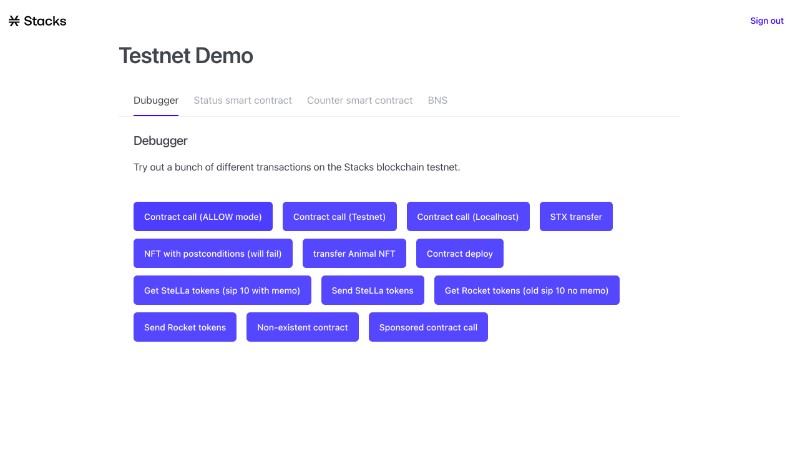 Stacks
Sign out
Testnet Demo
Dubugger Status smart contract Counter smart contract BNS
Debugger
Try out a bunch of different transactions on the Stacks blockchain testnet.
Contract call (ALLOW mode) Contract call (Testnet) Contract call (Localhost) STX transfer
NFT with postconditions (will fail) transfer Animal NFT Contract deploy
Get SteLLa tokens (sip 10 with memo) Send SteLLa tokens Get Rocket tokens (old sip 10 no memo)
Send Rocket tokens Non-existent contract Sponsored contract call